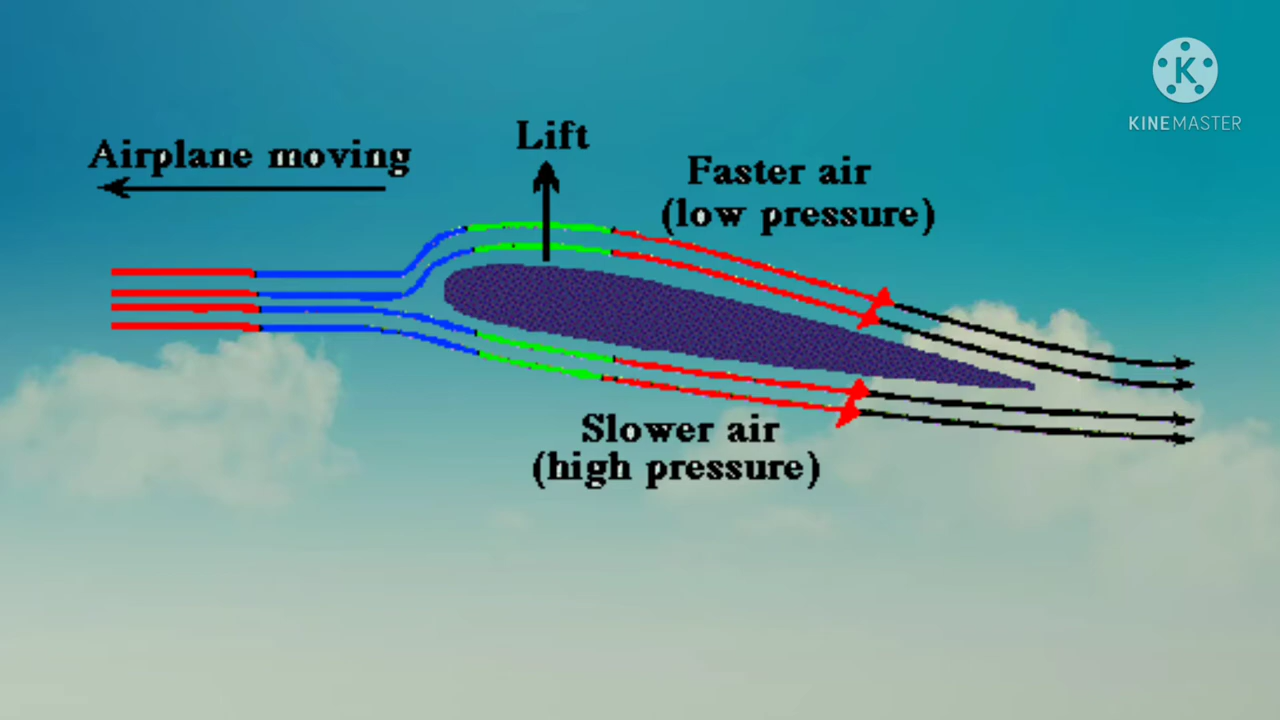 Airplane moving
Lift
Faster air
(low pressure)
Slower air
(high pressure)
K
KINEMASTER